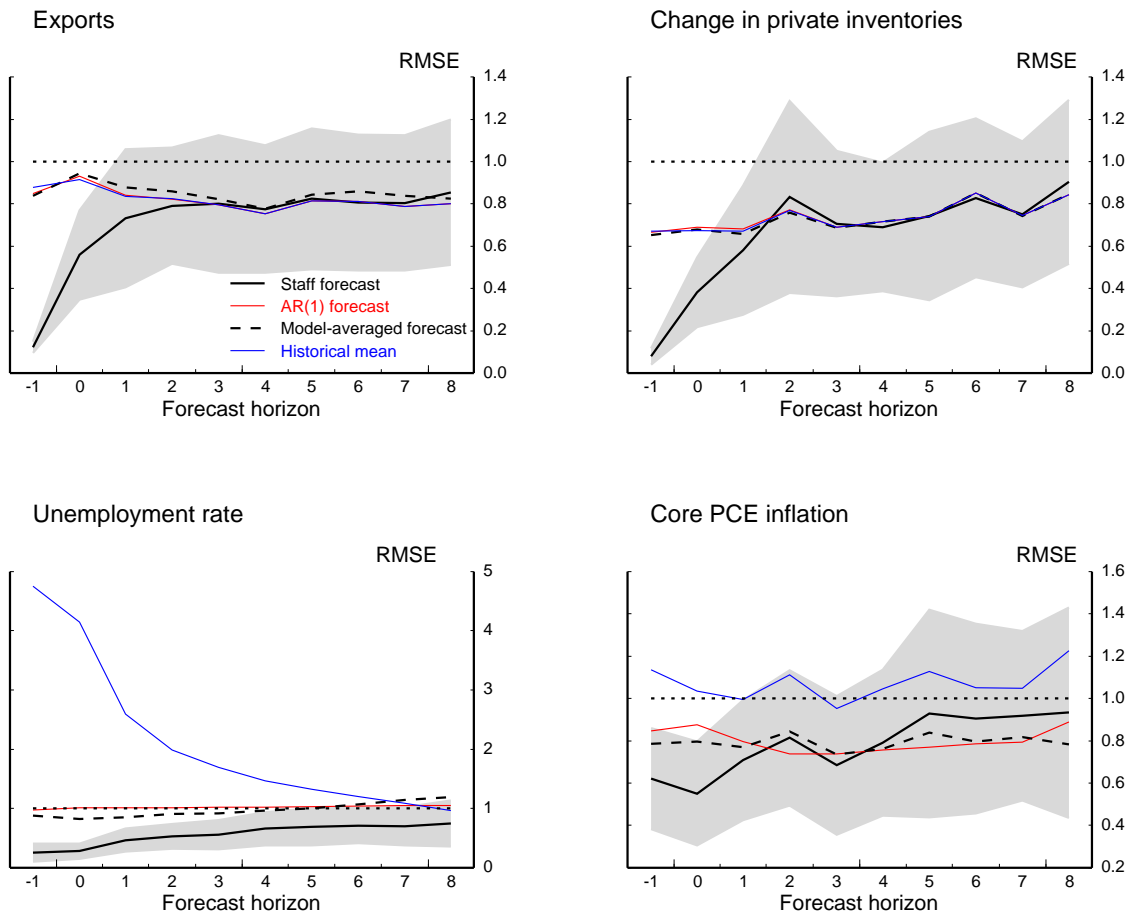 Exports
RMSE
1.4
1.2
1.0
0.8
0.6
0.4
0.2
0.0
Staff forecast
AR(1) forecast
Model-averaged forecast
Historical mean
-1 0 1 2 3 4 5 6 7 8
Forecast horizon
Change in private inventories
RMSE
1.4
1.2
1.0
0.8
0.6
0.4
0.2
0.0
-1 0 1 2 3 4 5 6 7 8
Forecast horizon
Unemployment rate
RMSE
5
4
3
2
1
0
-1 0 1 2 3 4 5 6 7 8
Forecast horizon
Core PCE inflation
RMSE
1.6
1.4
1.2
1.0
0.8
0.6
0.4
0.2
-1 0 1 2 3 4 5 6 7 8
Forecast horizon